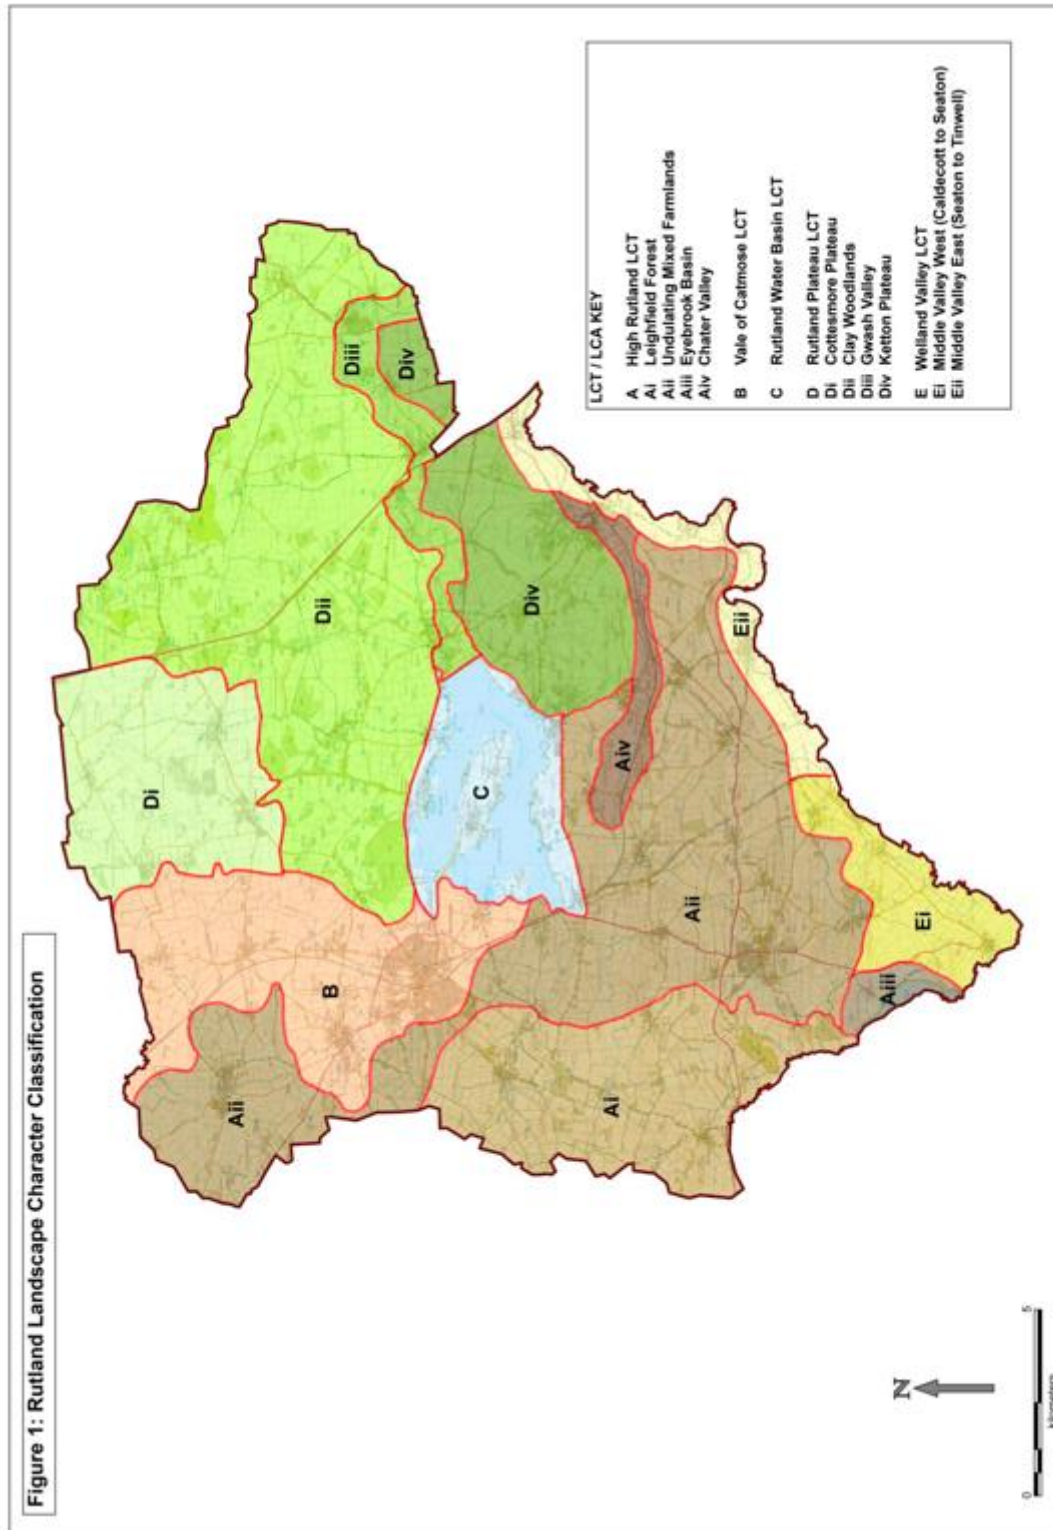 Figure 1: Rutland Landscape Character Classification
Di
Dii
Diii
Div
Div
B
Aii
C
Aiv
Aii
Ai
Aiii
Ei
Eii
LCT / LCA KEY
A High Rutland LCT
Ai Leighfield Forest
Aii Undulating Mixed Farmlands
Aiii Eyebrook Basin
Aiv Chater Valley
B Vale of Catmose LCT
C Rutland Water Basin LCT
D Rutland Plateau LCT
Di Cottesmore Plateau
Dii Clay Woodlands
Diii Gwash Valley
Div Ketton Plateau
E Welland Valley LCT
Ei Middle Valley West (Caldecott to Seaton)
Eii Middle Valley East (Seaton to Tinwell)
N
0 5
kilometers